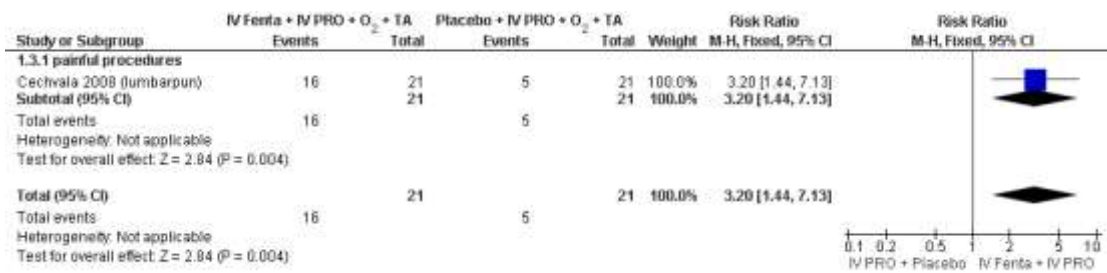 IV Fenta + IV PRO + O2 + TA Placebo + IV PRO + O2 + TA Risk Ratio Risk Ratio
Study or Subgroup Events Total Events Total Weight M-H, Fixed, 95% CI M-H, Fixed, 95% CI
1.3.1 painful procedures
Cechvala 2008 (lumbarpun) 16 21 5 21 100.0% 3.20 [1.44, 7.13]
Subtotal (95% CI) 21 21 100.0% 3.20 [1.44, 7.13]
Total events 16 5
Heterogeneity: Not applicable
Test for overall effect: Z = 2.84 (P = 0.004)
Total (95% CI) 21 21 100.0% 3.20 [1.44, 7.13]
Total events 16 5
Heterogeneity: Not applicable
Test for overall effect: Z = 2.84 (P = 0.004)
0.1 0.2 0.5 1 2 5 10
IV PRO + Placebo IV Fenta + IV PRO